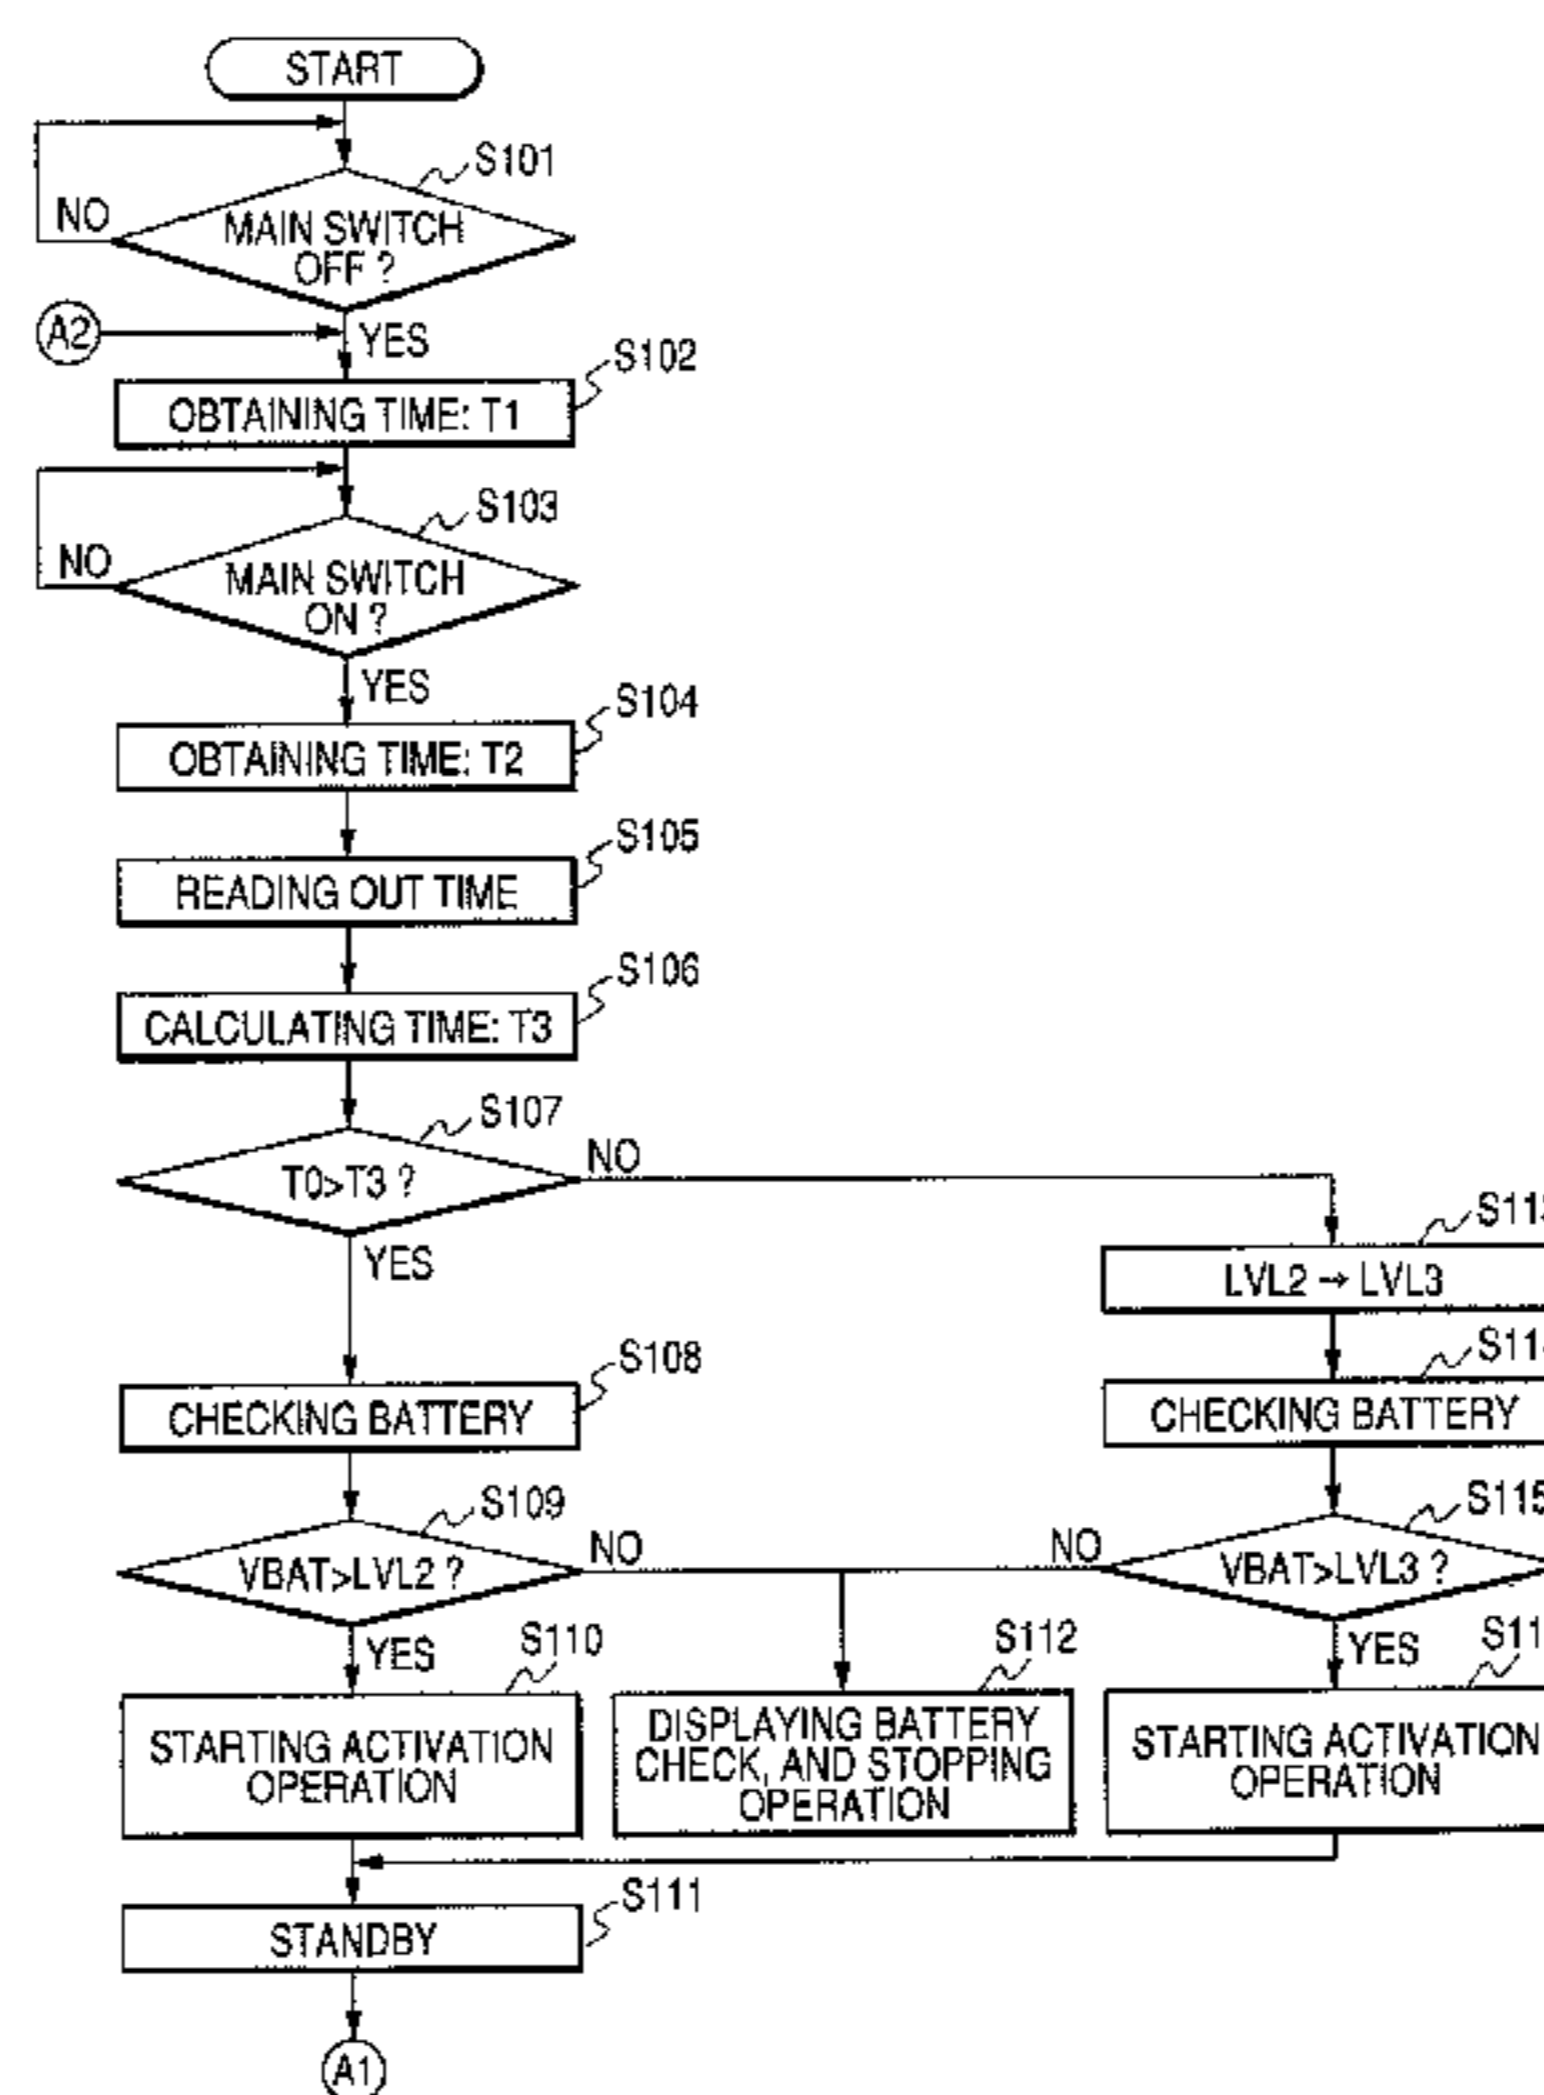 START
S101
NO
MAIN SWITCH
OFF ?
A2
YES
S102
OBTAINING TIME: T1
S103
NO
MAIN SWITCH
ON ?
YES
S104
OBTAINING TIME: T2
S105
READING OUT TIME
S106
CALCULATING TIME: T3
S107
T0>T3 ?
NO
YES
LVL2 → LVL3
S108
CHECKING BATTERY
CHECKING BATTERY
S109
VBAT>LVL2 ?
NO
NO
S115
VBAT>LVL3 ?
YES
S110
STARTING ACTIVATION
OPERATION
S112
DISPLAYING BATTERY
CHECK, AND STOPPING
OPERATION
YES
STARTING ACTIVATION
OPERATION
S111
STANDBY
A1